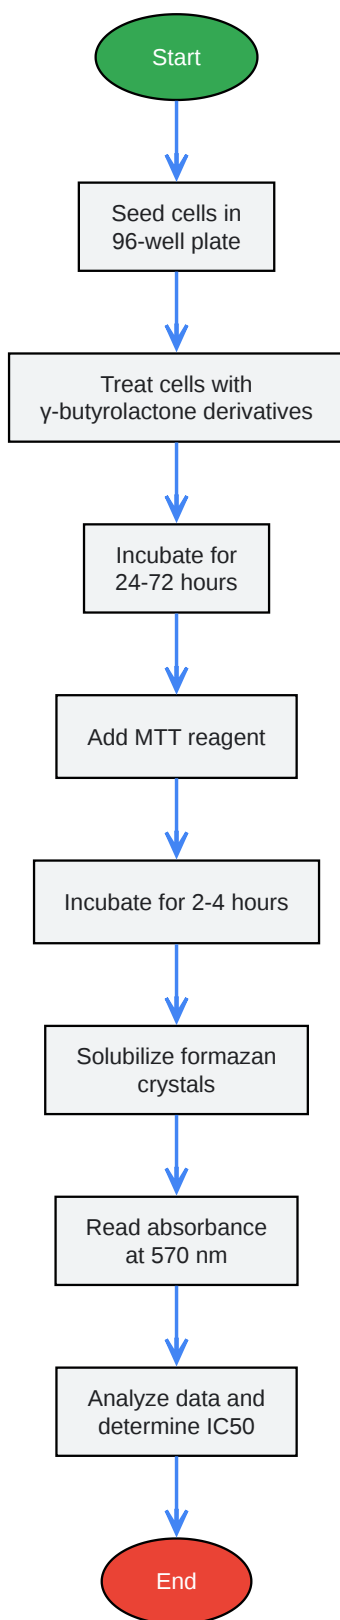 Start
Seed cells in
96-well plate
Treat cells with
γ-butyrolactone derivatives
Incubate for
24-72 hours
Add MTT reagent
Incubate for 2-4 hours
Solubilize formazan
crystals
Read absorbance
at 570 nm
Analyze data and
determine IC50
End